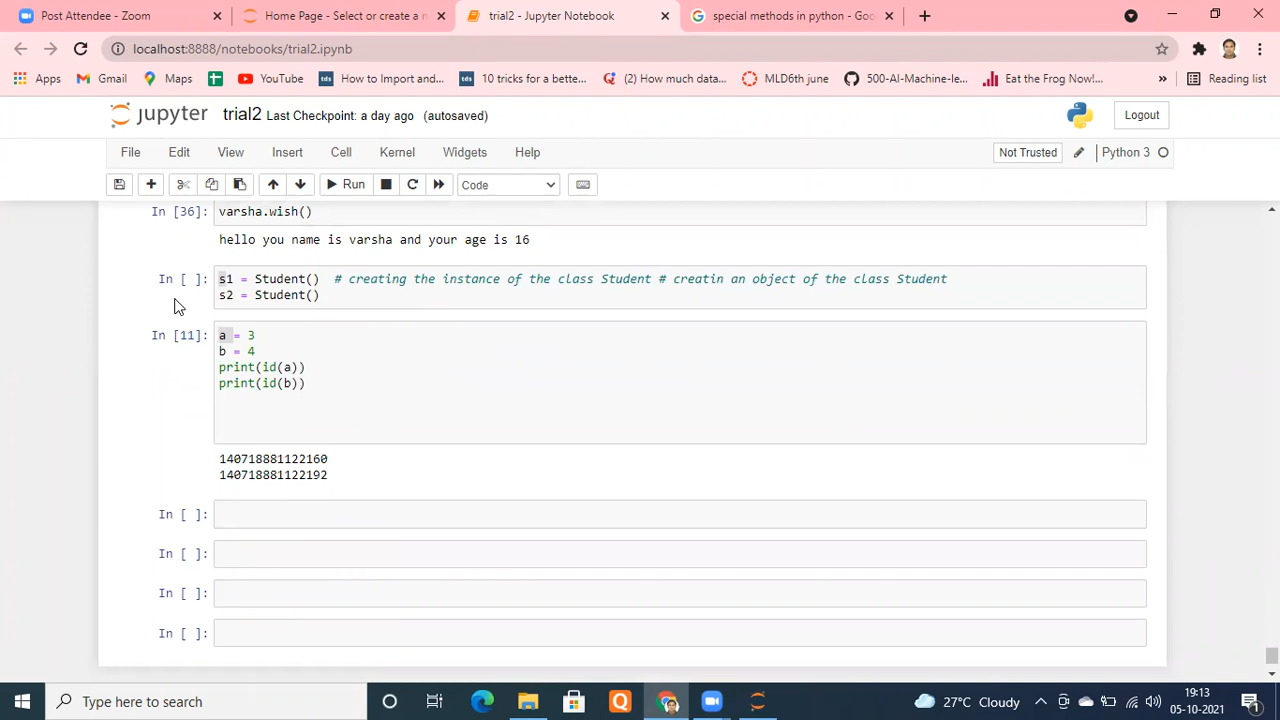 Post Attendee - Zoom
Home Page - Select or create a n
trial2 - Jupyter Notebook
speaial methods in python - Goo
localhost:8888/notebooks/trial2.ipynb
Apps
Gmail
Maps
YouTube
tds
How to Import and...
tds
10 tricks for a bette...
(2) How much data...
MLD6th june
500-AI-Machine-le...
Eat the Frog Now!...
»
Reading list
jupyter
trial2 Last Checkpoint: a day ago (autosaved)
Logout
File
Edit
View
Insert
Cell
Kernel
Widgets
Help
Not Trusted
Python 3
Run
Code
In [36]:
varsha.wish()
hello you name is varsha and your age is 16
In [ ]:
s1 = Student()  # creating the instance of the class Student # creatin an object of the class Student
s2 = Student()
In [11]:
a = 3
b = 4
print(id(a))
print(id(b))
140718881122160
140718881122192
In [ ]:
In [ ]:
In [ ]:
In [ ]:
Type here to search
27°C Cloudy
19:13
05-10-2021
1